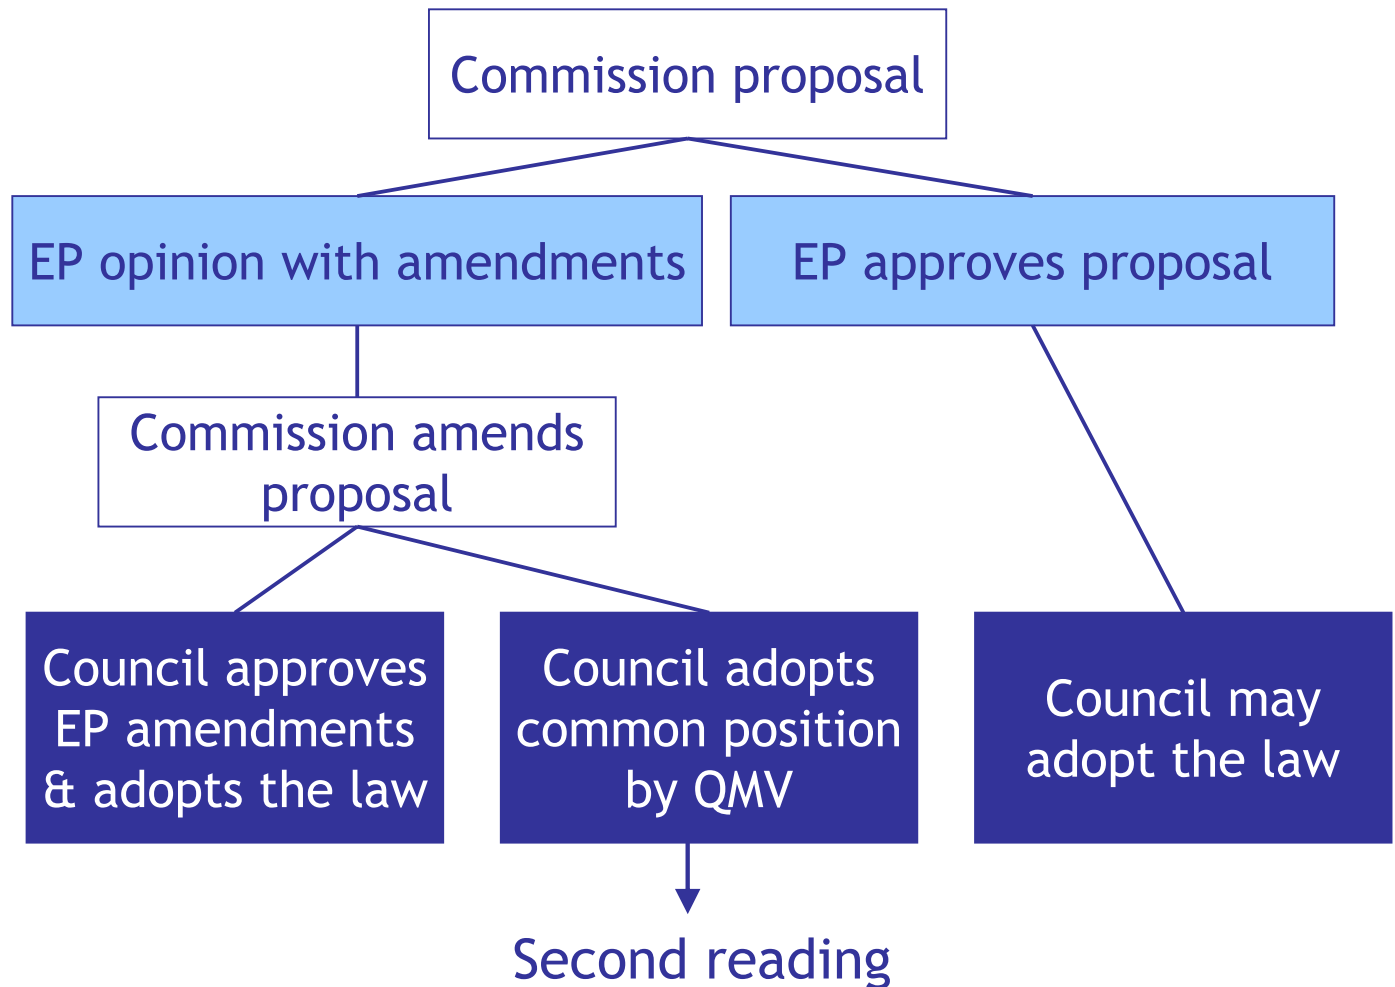 Commission proposal
EP opinion with amendments
EP approves proposal
Commission amends
proposal
Council approves
EP amendments
& adopts the law
Council adopts
common position
by QMV
Council may
adopt the law
Second reading